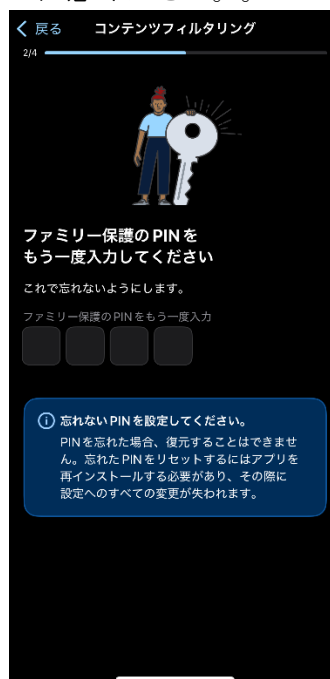 戻る コンテンツフィルタリング
2/4
ファミリー保護の PIN を
もう一度入力してください
これで忘れないようにします。
ファミリー保護の PIN をもう一度入力
忘れない PIN を設定してください。
PINを忘れた場合、復元することはできませ
ん。忘れた PIN をリセットするにはアプリを
再インストールする必要があり、その際に
設定へのすべての変更が失われます。